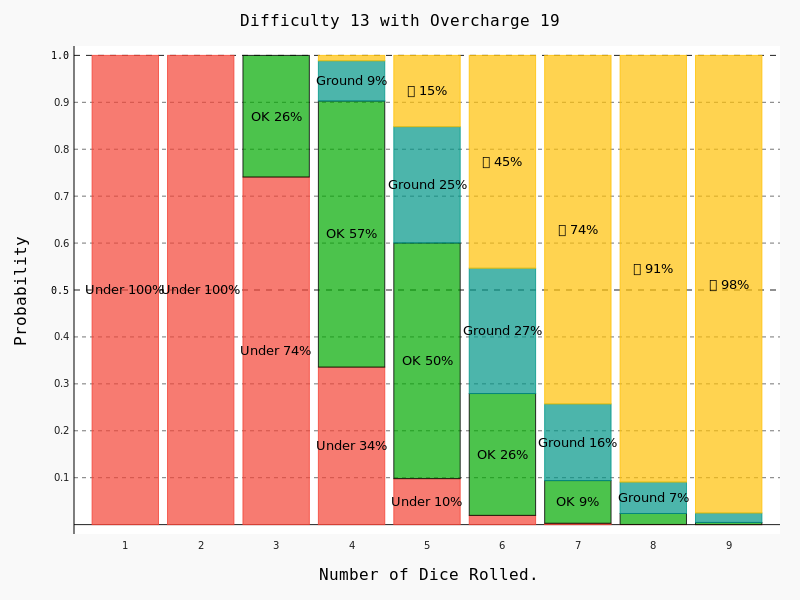 Difficulty 13 with Overcharge 19
Probability
1.0
0.9
0.8
0.7
0.6
0.5
0.4
0.3
0.2
0.1
Under 100%
Under 100%
OK 26%
Under 74%
Ground 9%
OK 57%
Under 34%
15%
Ground 25%
OK 50%
Under 10%
45%
Ground 27%
OK 26%
74%
Ground 16%
OK 9%
91%
Ground 7%
98%
1 2 3 4 5 6 7 8 9
Number of Dice Rolled.